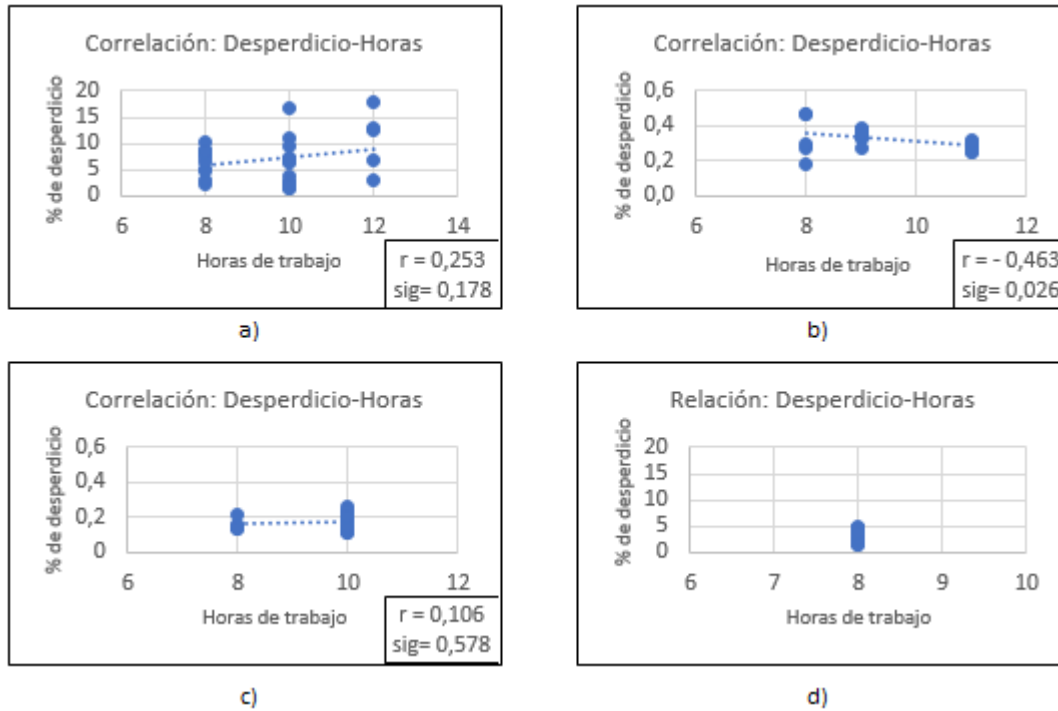 Correlación: Desperdicio-Horas
% de desperdicio
20
15
10
5
0
6 8 10 12 14
Horas de trabajo
r = 0,253
sig= 0,178
a)
Correlación: Desperdicio-Horas
% de desperdicio
0,6
0,4
0,2
0,0
6 8 10 12
Horas de trabajo
r = - 0,463
sig= 0,026
b)
Correlación: Desperdicio-Horas
% de desperdicio
0,6
0,4
0,2
0
6 8 10 12
Horas de trabajo
r = 0,106
sig= 0,578
c)
Relación: Desperdicio-Horas
% de desperdicio
20
15
10
5
0
6 7 8 9 10
Horas de trabajo
d)